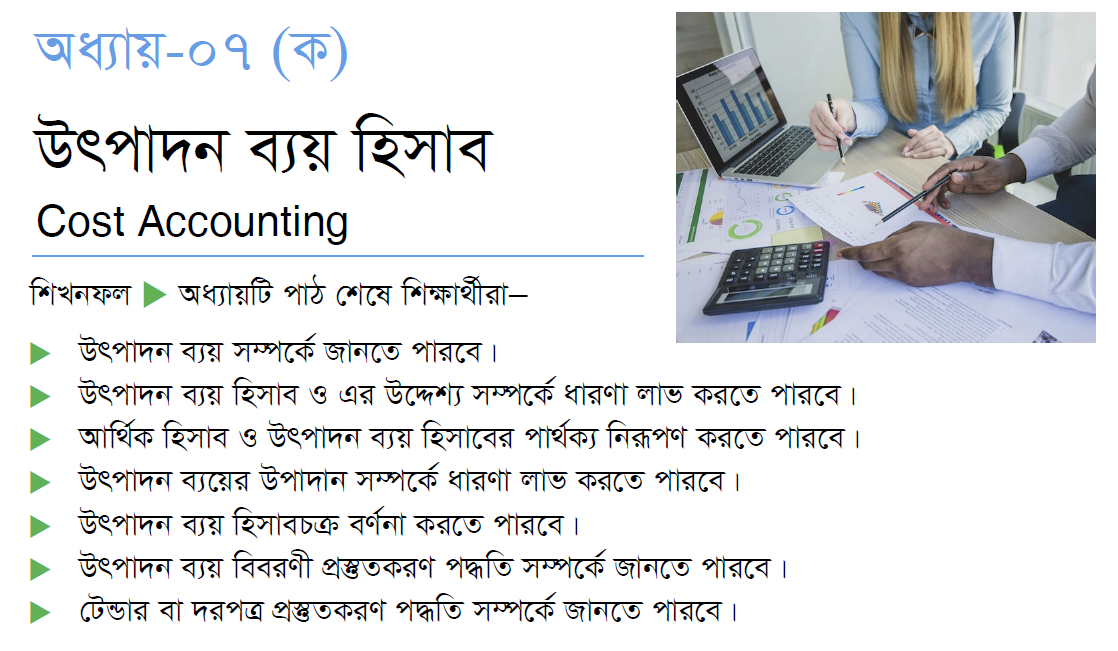 অধ্যায়-০৭ (ক)
উৎপাদন ব্যয় হিসাব
Cost Accounting
শিখনফল ▶ অধ্যায়টি পাঠ শেষে শিক্ষার্থীরা–
▶ উৎপাদন ব্যয় সম্পর্কে জানতে পারবে।
▶ উৎপাদন ব্যয় হিসাব ও এর উদ্দেশ্য সম্পর্কে ধারণা লাভ করতে পারবে।
▶ আর্থিক হিসাব ও উৎপাদন ব্যয় হিসাবের পার্থক্য নিরূপণ করতে পারবে।
▶ উৎপাদন ব্যয়ের উপাদান সম্পর্কে ধারণা লাভ করতে পারবে।
▶ উৎপাদন ব্যয় হিসাবচক্র বর্ণনা করতে পারবে।
▶ উৎপাদন ব্যয় বিবরণী প্রস্তুতকরণ পদ্ধতি সম্পর্কে জানতে পারবে।
▶ টেন্ডার বা দরপত্র প্রস্তুতকরণ পদ্ধতি সম্পর্কে জানতে পারবে।